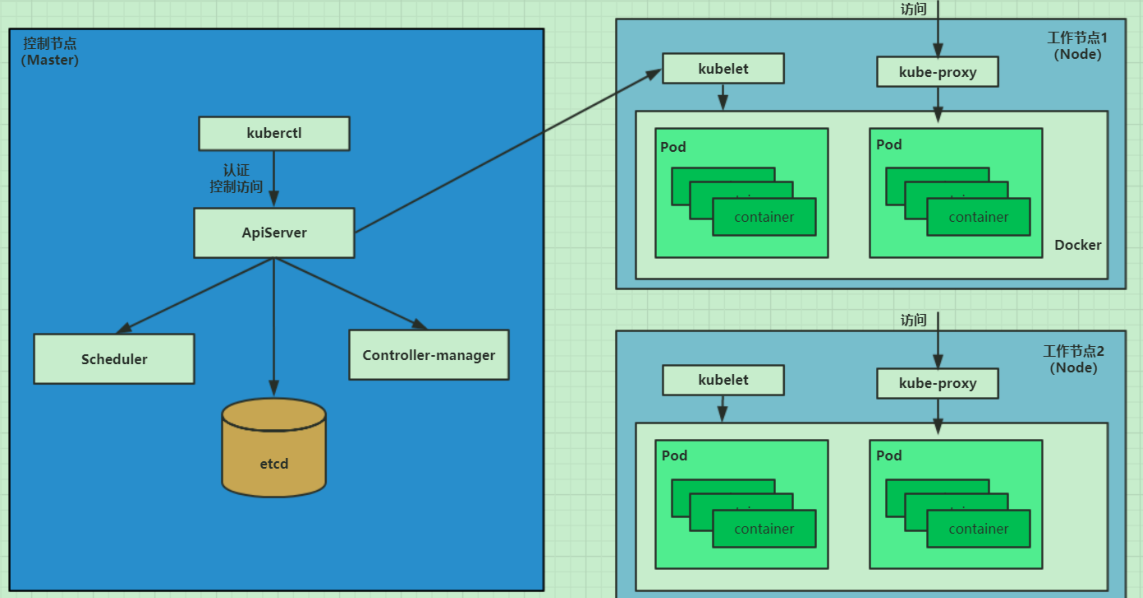 控制节点
(Master)
kuberctl
认证
控制访问
ApiServer
Scheduler
Controller-manager
etcd
访问
工作节点1
(Node)
kubelet
kube-proxy
Pod
container
Pod
container
Docker
访问
工作节点2
(Node)
kubelet
kube-proxy
Pod
container
Pod
container